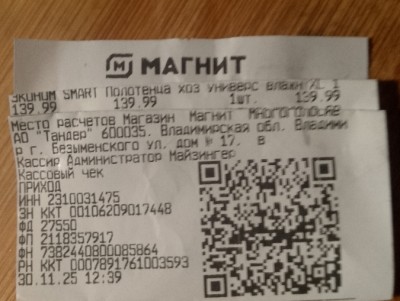 МАГНИТ
ЭКОНОМ SMART Полотенца хоз универс влажн/XL 1
139.99 139.99 1шт. 139.99
Место расчетов Магазин Магнит
АО "Тандер" 600035. Владимирская обл. Владими
р г. Безыменского ул, дом № 17. в
Кассир Администратор Майзингер
Кассовый чек
ПРИХОД
ИНН 2310031475
ЗН ККТ 00106209017448
ФД 27550
ФП 2118357917
ФН 7382440800085864
РН ККТ 0007891761003593
30.11.25 12:39